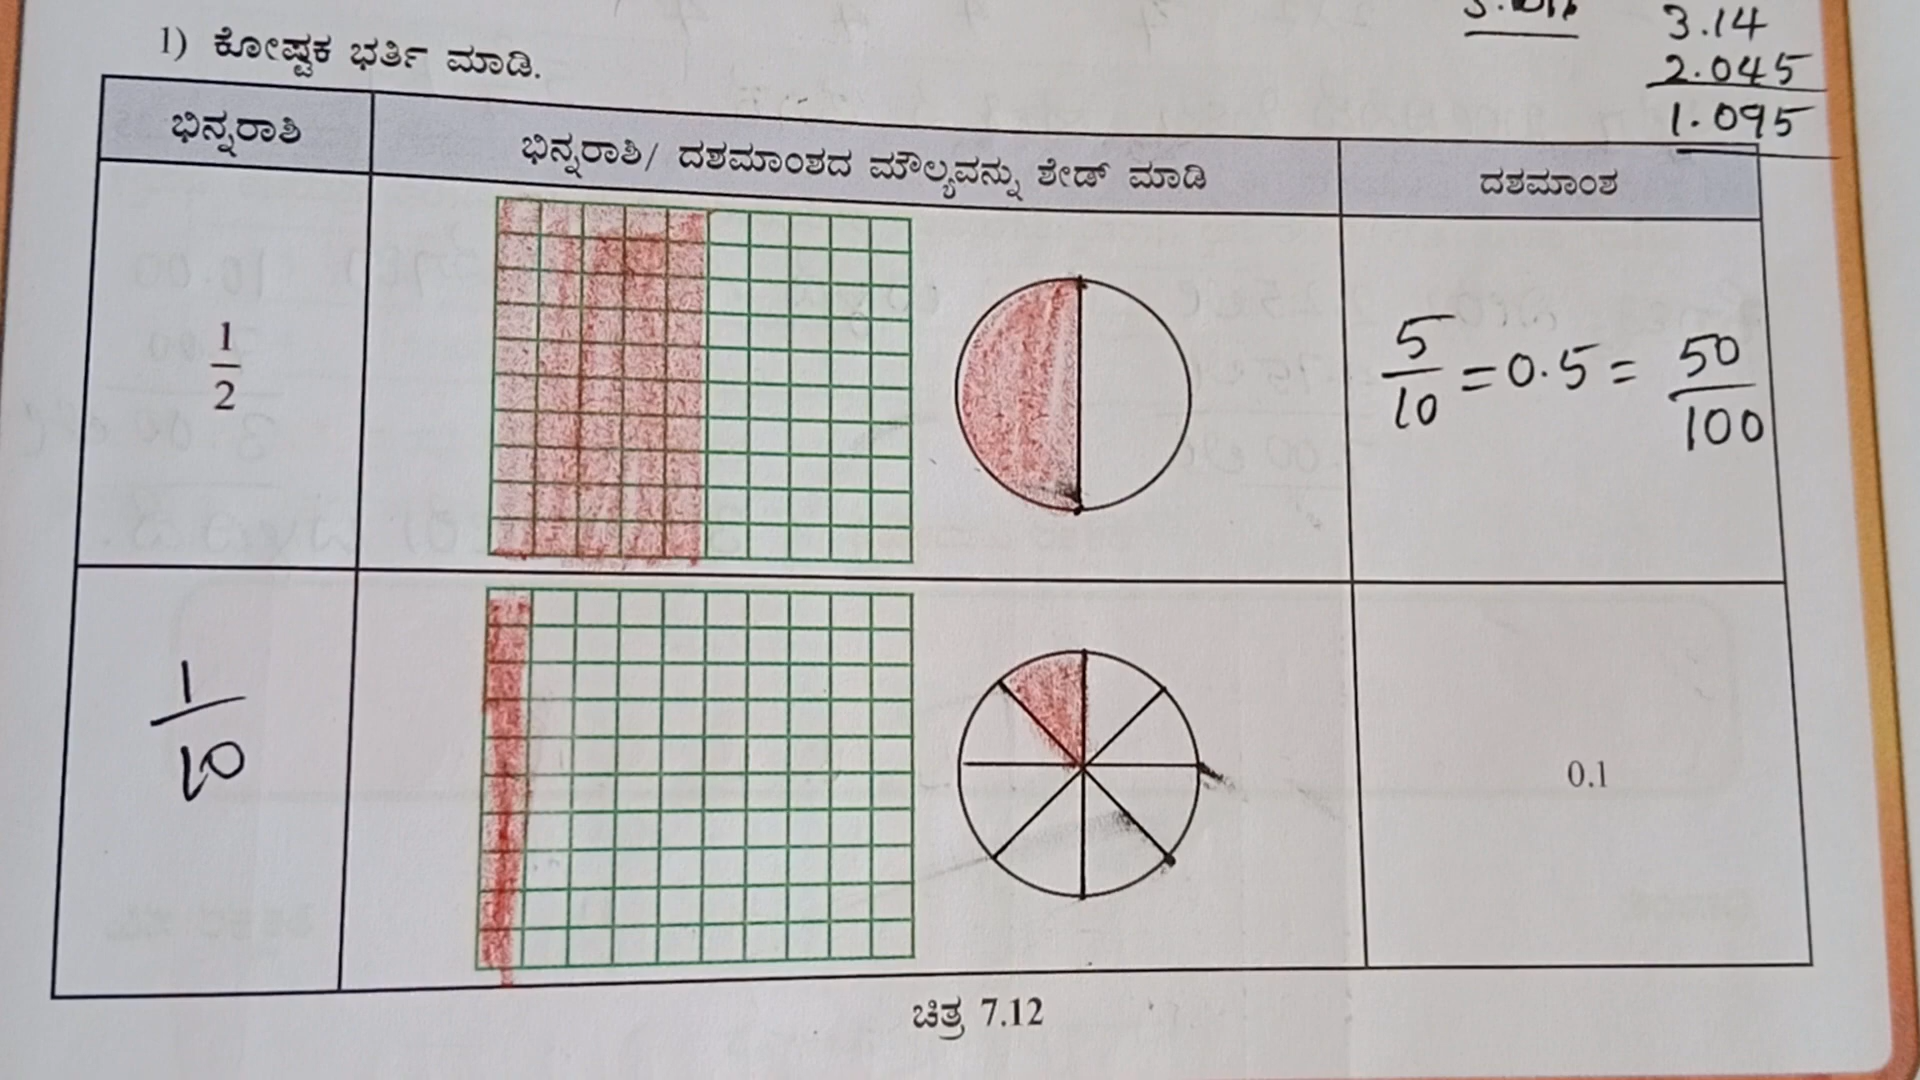 3.14
2.045
1.095
1) ಕೋಷ್ಟಕ ಭರ್ತಿ ಮಾಡಿ.
ಭಿನ್ನರಾಶಿ
ಭಿನ್ನರಾಶಿ/ ದಶಮಾಂಶದ ಮೌಲ್ಯವನ್ನು ಶೇಡ್ ಮಾಡಿ
ದಶಮಾಂಶ
1/2
5/10 = 0.5 = 50/100
1/10
0.1
ಚಿತ್ರ 7.12